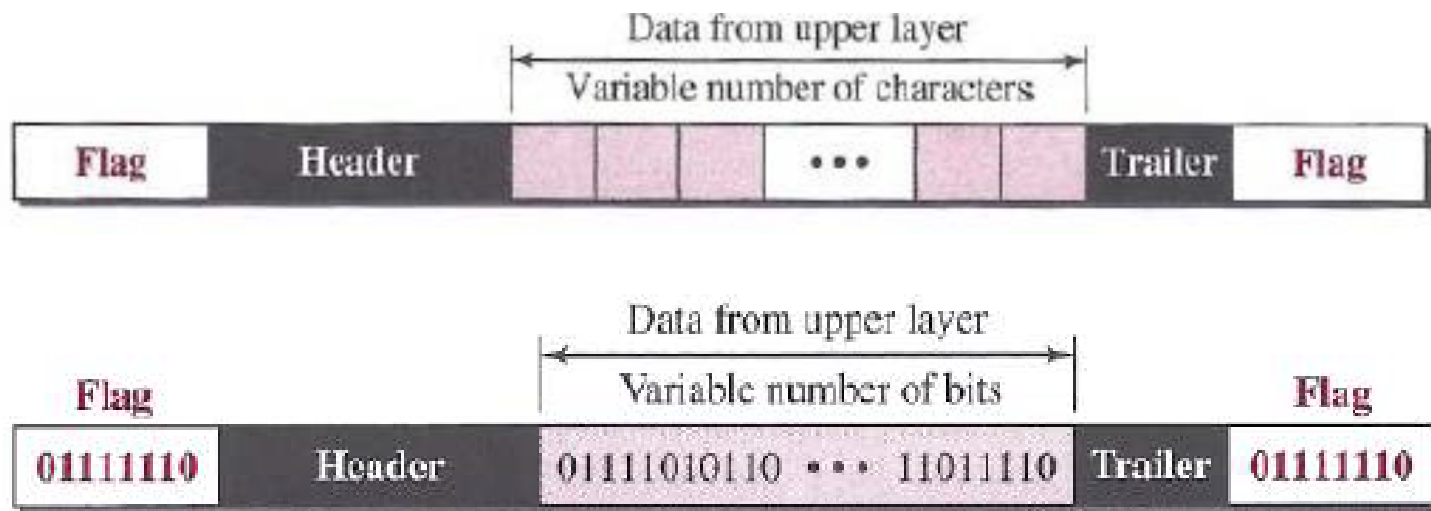 Data from upper layer
Variable number of characters
Flag Header ••• Trailer Flag
Data from upper layer
Flag Variable number of bits Flag
01111110 Header 01111010110 ••• 11011110 Trailer 01111110